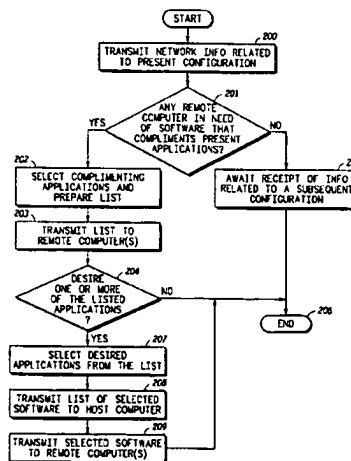 START
200
TRANSMIT NETWORK INFO RELATED
TO PRESENT CONFIGURATION
201
ANY REMOTE
COMPUTER IN NEED
OF SOFTWARE THAT
COMPLIMENTS PRESENT
APPLICATIONS?
YES
NO
202
SELECT COMPLIMENTING
APPLICATIONS AND
PREPARE LIST
2
AWAIT RECEIPT OF INFO
RELATED TO A SUBSEQUENT
CONFIGURATION
203
TRANSMIT LIST TO
REMOTE COMPUTER(S)
204
DESIRE
ONE OR MORE
OF THE LISTED
APPLICATIONS
?
NO
YES
END
206
207
SELECT DESIRED
APPLICATIONS FROM THE LIST
208
TRANSMIT LIST OF SELECTED
SOFTWARE TO HOST COMPUTER
209
TRANSMIT SELECTED SOFTWARE
TO REMOTE COMPUTER(S)